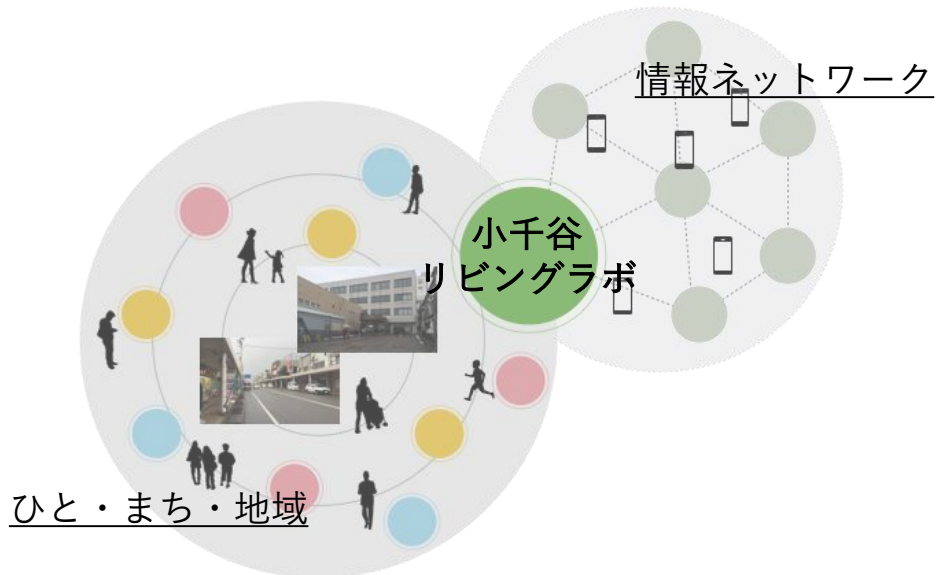 情報ネットワーク
小千谷
リビングラボ
ひと・まち・地域